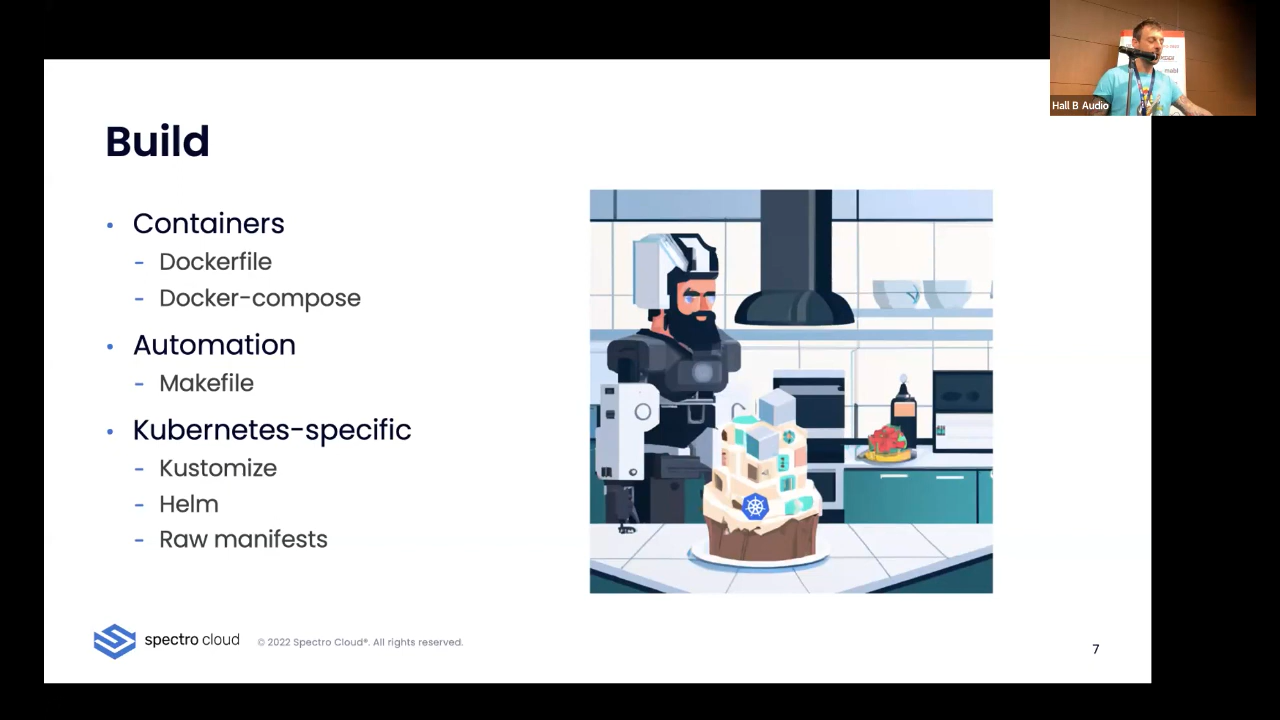 Build
• Containers
- Dockerfile
- Docker-compose
• Automation
- Makefile
• Kubernetes-specific
- Kustomize
- Helm
- Raw manifests
spectro cloud
© 2022 Spectro Cloud®. All rights reserved.
7
Hall B Audio
mabl